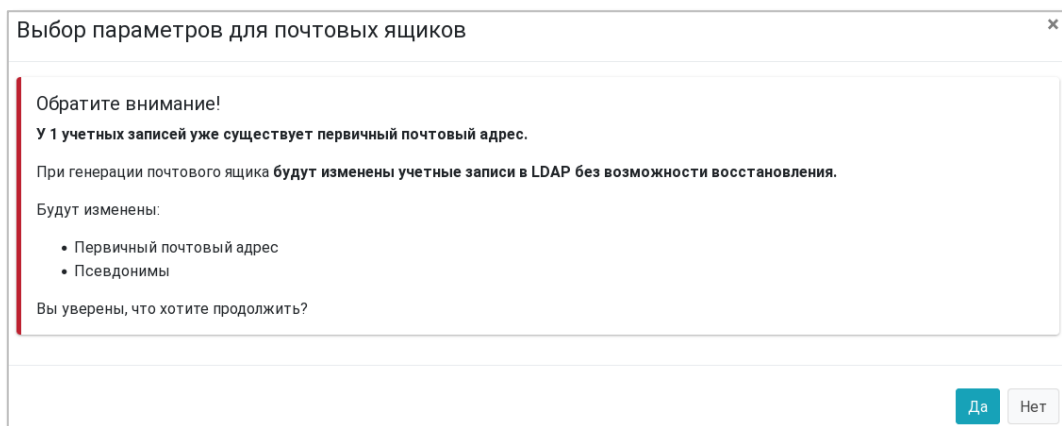 Выбор параметров для почтовых ящиков
×
Обратите внимание!
У 1 учетных записей уже существует первичный почтовый адрес.
При генерации почтового ящика будут изменены учетные записи в LDAP без возможности восстановления.
Будут изменены:
• Первичный почтовый адрес
• Псевдонимы
Вы уверены, что хотите продолжить?
Да Нет